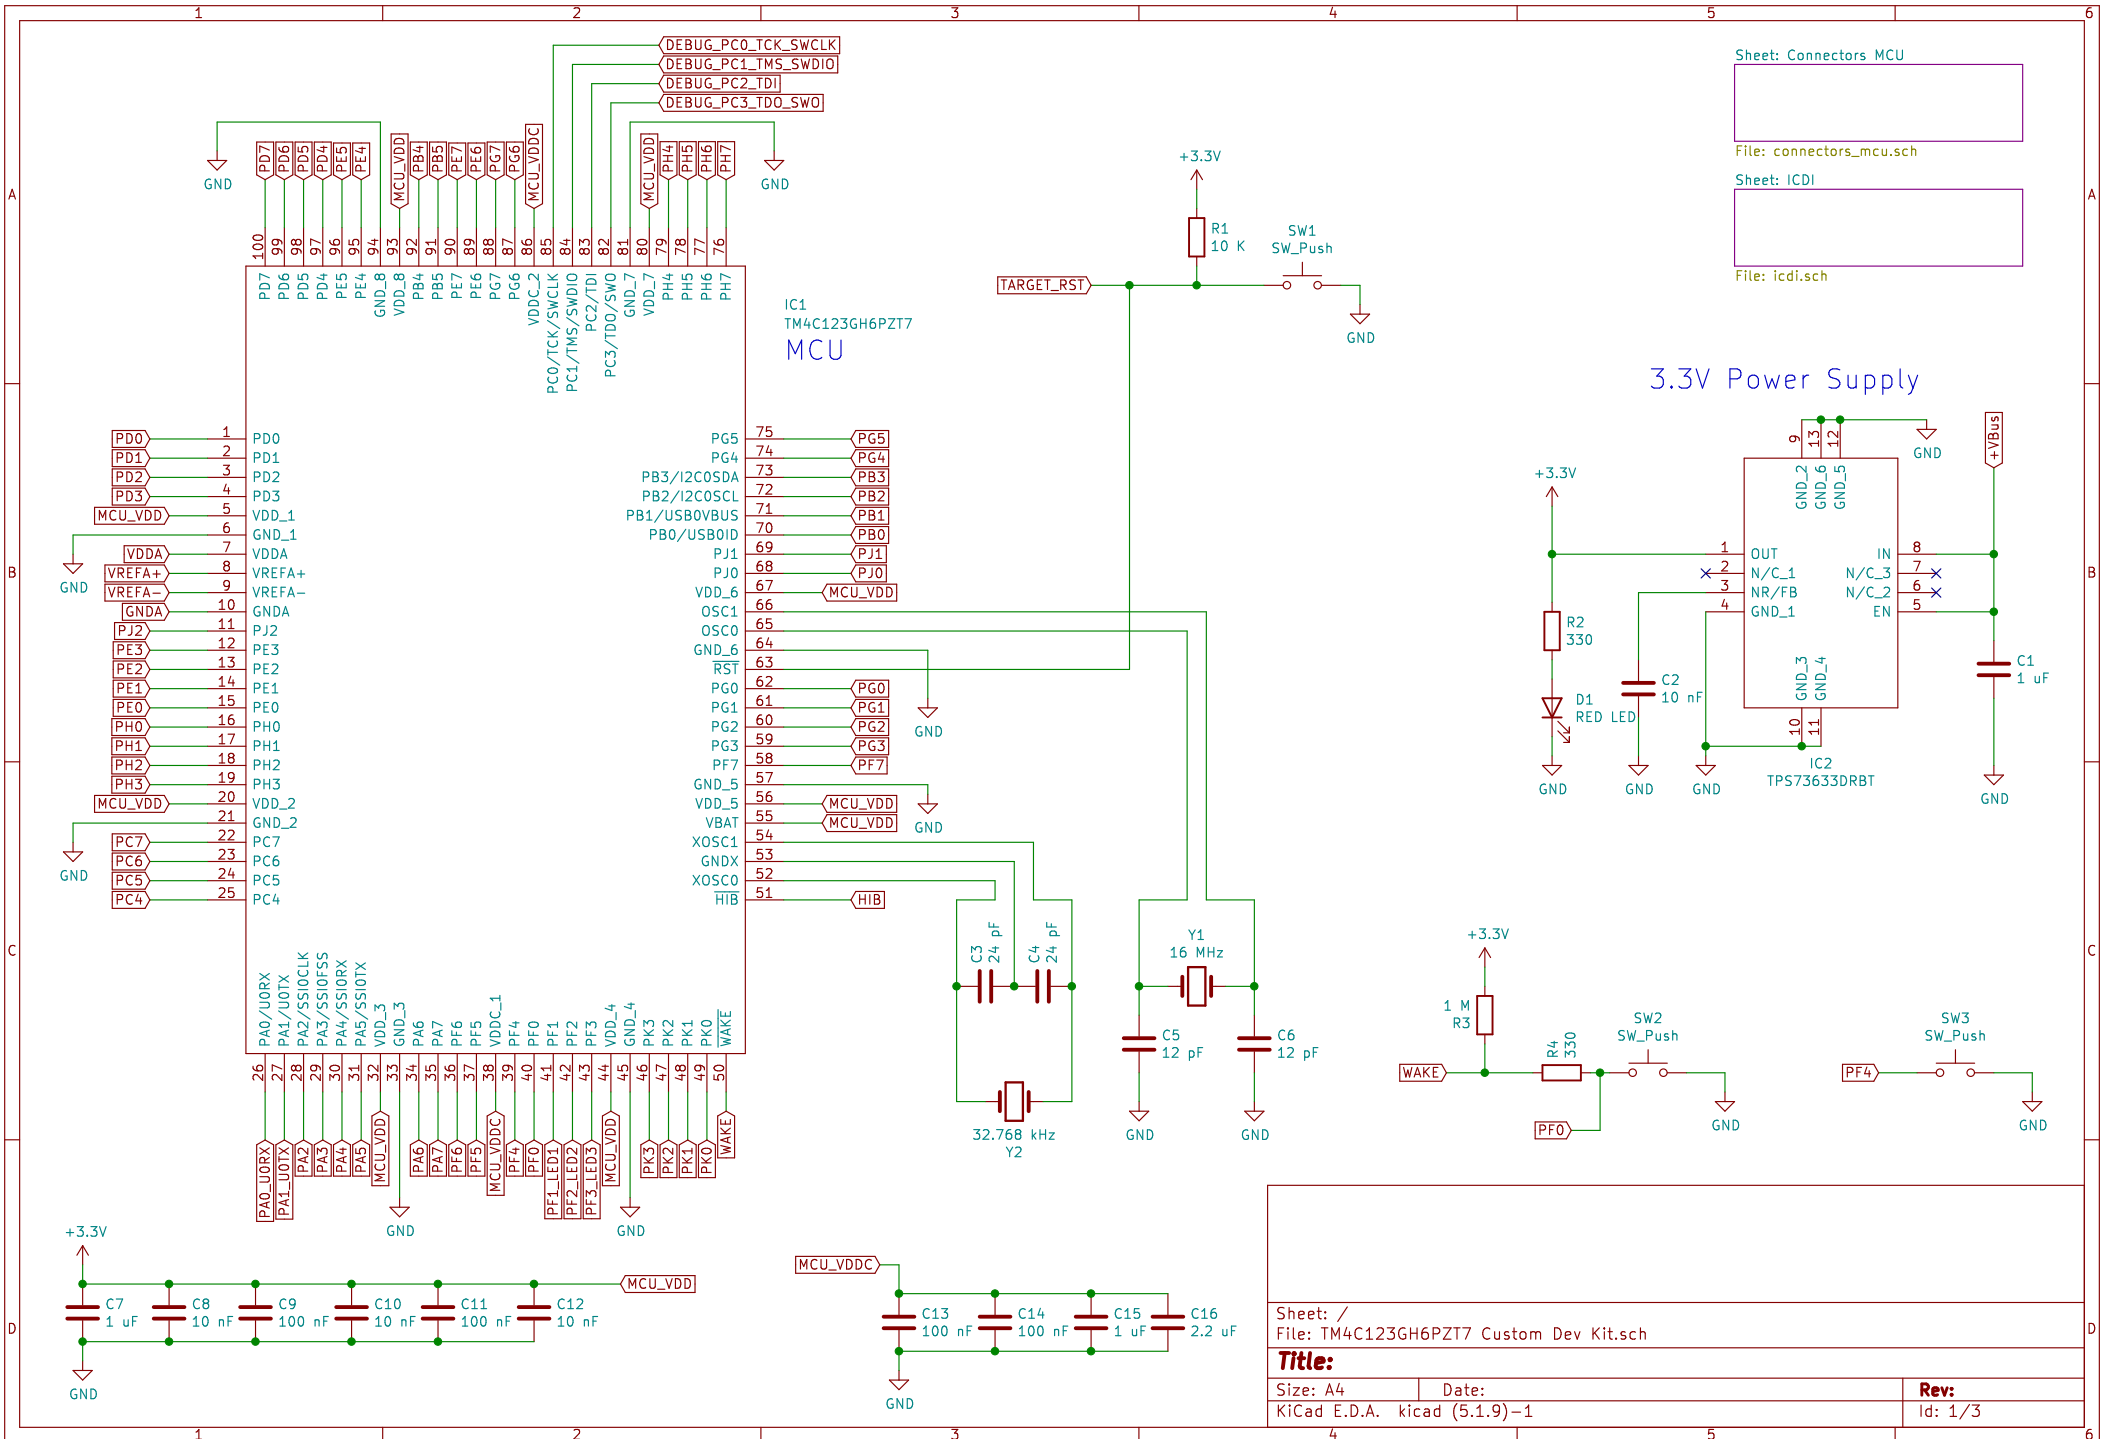 1 2 3 4 5 6
A
B
C
D
A
B
C
D
1 2 3 4 5 6
DEBUG_PC0_TCK_SWCLK
DEBUG_PC1_TMS_SWDIO
DEBUG_PC2_TDI
DEBUG_PC3_TDO_SWO
GND
PD7 PD6 PD5 PD4 PE5 PE4 MCU_VDD PB4 PB5 PE7 PE6 PG7 PG6 MCU_VDDC MCU_VDD PH4 PH5 PH6 PH7
GND
100 99 98 97 96 95 94 93 92 91 90 89 88 87 86 85 84 83 82 81 80 79 78 77 76
PD7 PD6 PD5 PD4 PE5 PE4 GND_8 VDD_8 PB4 PB5 PE7 PE6 PG7 PG6 VDDC_2 PC0/TCK/SWCLK PC1/TMS/SWDIO PC2/TDI PC3/TDO/SWO GND_7 VDD_7 PH4 PH5 PH6 PH7
IC1
TM4C123GH6PZT7
MCU
PD0 1 PD0
PD1 2 PD1
PD2 3 PD2
PD3 4 PD3
MCU_VDD 5 VDD_1
6 GND_1
GND
VDDA 7 VDDA
VREFA+ 8 VREFA+
VREFA- 9 VREFA-
GNDA 10 GNDA
PJ2 11 PJ2
PE3 12 PE3
PE2 13 PE2
PE1 14 PE1
PE0 15 PE0
PH0 16 PH0
PH1 17 PH1
PH2 18 PH2
PH3 19 PH3
MCU_VDD 20 VDD_2
21 GND_2
GND
PC7 22 PC7
PC6 23 PC6
PC5 24 PC5
PC4 25 PC4
PG5 75 PG5
PG4 74 PG4
PB3/I2C0SDA 73 PB3
PB2/I2C0SCL 72 PB2
PB1/USB0VBUS 71 PB1
PB0/USB0ID 70 PB0
PJ1 69 PJ1
PJ0 68 PJ0
VDD_6 67 MCU_VDD
OSC1 66
OSC0 65
GND_6 64
RST 63
PG0 62 PG0
PG1 61 PG1
PG2 60 PG2
GND
PG3 59 PG3
PF7 58 PF7
GND_5 57
VDD_5 56 MCU_VDD
VBAT 55 MCU_VDD
GND
XOSC1 54
GNDX 53
XOSC0 52
HIB 51 HIB
PA0/U0RX PA1/U0TX PA2/SSI0CLK PA3/SSI0FSS PA4/SSI0RX PA5/SSI0TX VDD_3 GND_3 PA6 PA7 PF6 PF5 VDDC_1 PF4 PF0 PF1 PF2 PF3 VDD_4 GND_4 PK3 PK2 PK1 PK0 WAKE
26 27 28 29 30 31 32 33 34 35 36 37 38 39 40 41 42 43 44 45 46 47 48 49 50
PA0_U0RX PA1_U0TX PA2 PA3 PA4 PA5 MCU_VDD PA6 PA7 PF6 PF5 MCU_VDDC PF4 PF0 PF1_LED1 PF2_LED2 PF3_LED3 MCU_VDD PK3 PK2 PK1 PK0 WAKE
GND
GND
C3
24 pF
C4
24 pF
32.768 kHz
Y2
Y1
16 MHz
C5
12 pF
C6
12 pF
GND
GND
+3.3V
R1
10 K
SW1
SW_Push
TARGET_RST
GND
Sheet: Connectors MCU
File: connectors_mcu.sch
Sheet: ICDI
File: icdi.sch
3.3V Power Supply
+3.3V
9 13 12
GND_2 GND_6 GND_5
GND
+VBus
1 OUT
2 N/C_1
3 NR/FB
4 GND_1
IN 8
N/C_3 7
N/C_2 6
EN 5
GND_3 GND_4
10 11
R2
330
D1
RED LED
C2
10 nF
C1
1 uF
IC2
TPS73633DRBT
GND
GND
GND
GND
+3.3V
1 M
R3
WAKE
R4
330
SW2
SW_Push
PF0
GND
PF4
SW3
SW_Push
GND
+3.3V
MCU_VDD
C7
1 uF
C8
10 nF
C9
100 nF
C10
10 nF
C11
100 nF
C12
10 nF
GND
MCU_VDDC
C13
100 nF
C14
100 nF
C15
1 uF
C16
2.2 uF
GND
Sheet: /
File: TM4C123GH6PZT7 Custom Dev Kit.sch
Title:
Size: A4 Date: Rev:
KiCad E.D.A. kicad (5.1.9)-1 Id: 1/3